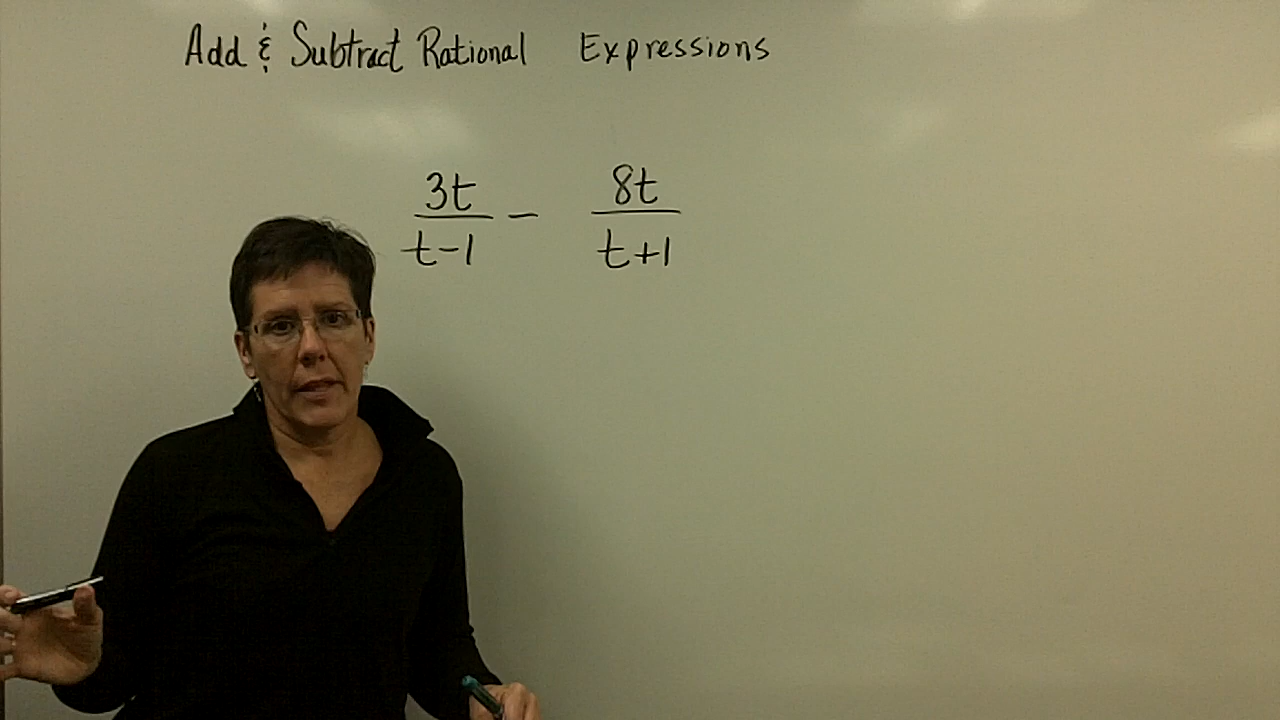 Add & Subtract Rational Expressions
3t/t-1 - 8t/t+1